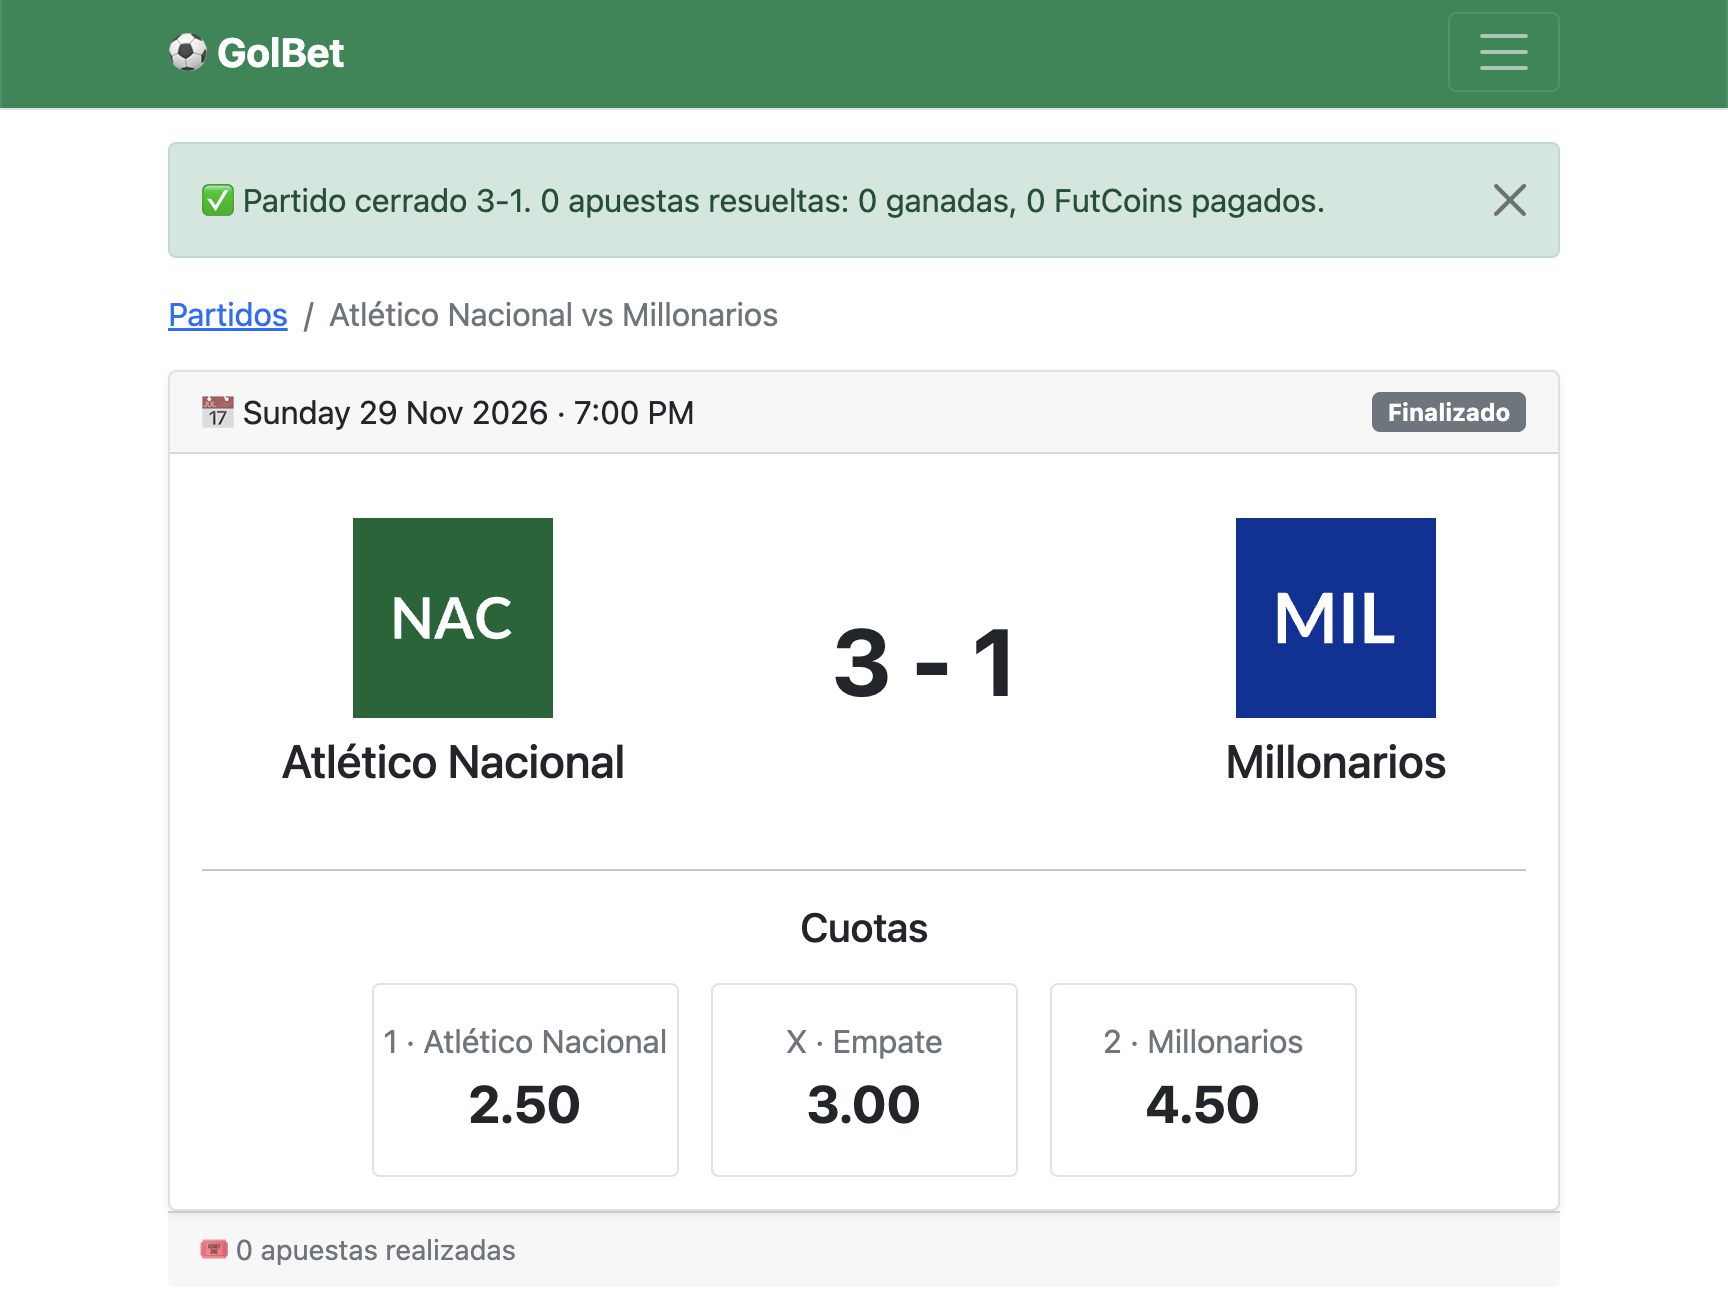 ⚽ GolBet
✅ Partido cerrado 3-1. 0 apuestas resueltas: 0 ganadas, 0 FutCoins pagados.
Partidos / Atlético Nacional vs Millonarios
📅 Sunday 29 Nov 2026 · 7:00 PM
Finalizado
NAC
3 - 1
MIL
Atlético Nacional
Millonarios
Cuotas
1 · Atlético Nacional
2.50
X · Empate
3.00
2 · Millonarios
4.50
🎟️ 0 apuestas realizadas